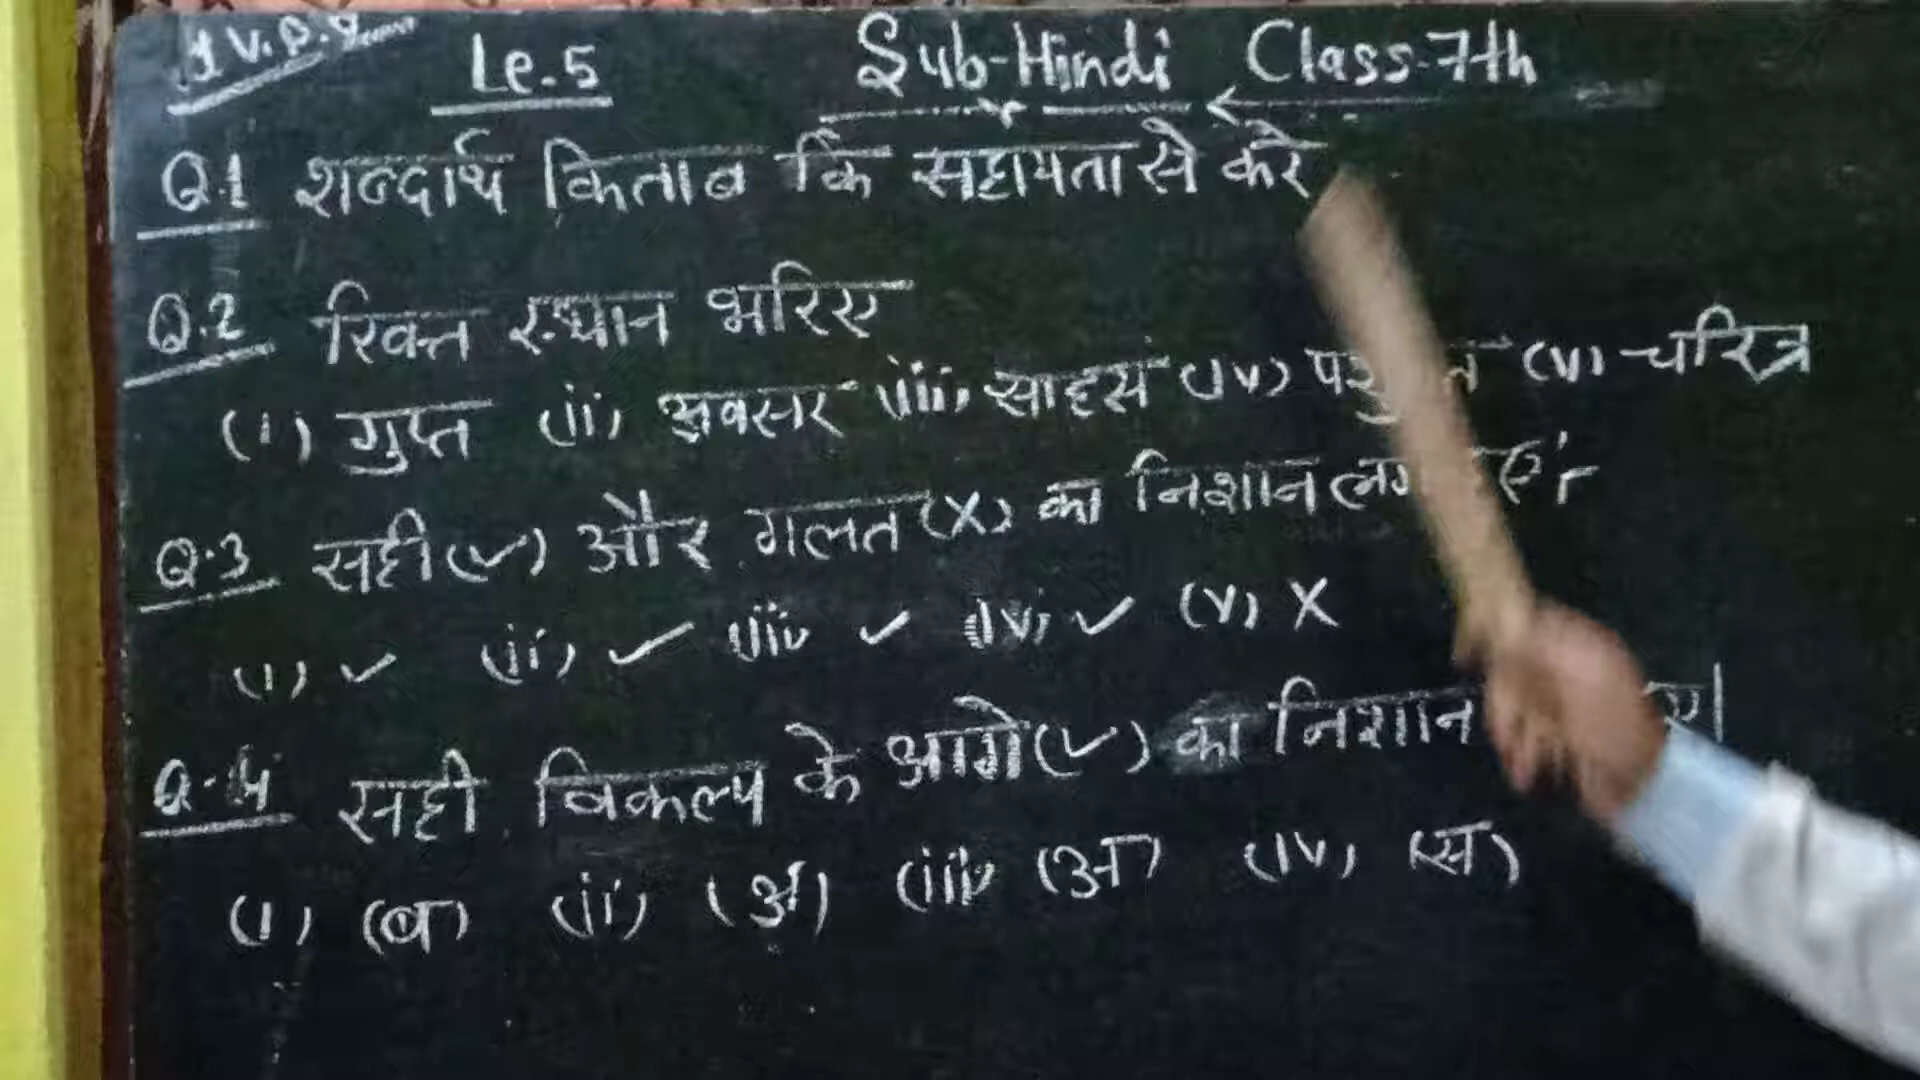 1 V.P.
Le.5 Sub-Hindi Class-7th
Q.1 शब्दार्थ किताब कि सहायता से करे
Q.2 रिक्त स्थान भरिए
(i) गुप्त (ii) अवसर (iii) साहस (iv) (v) चरित्र
Q.3 सही (✓) और गलत (X) का निशान
(i) ✓ (ii) ✓ (iii) ✓ (iv) ✓ (v) X
Q.4 सही विकल्प के आगे (✓) का निशान
(i) (ब) (ii) (अ) (iii) (अ) (iv) (स)